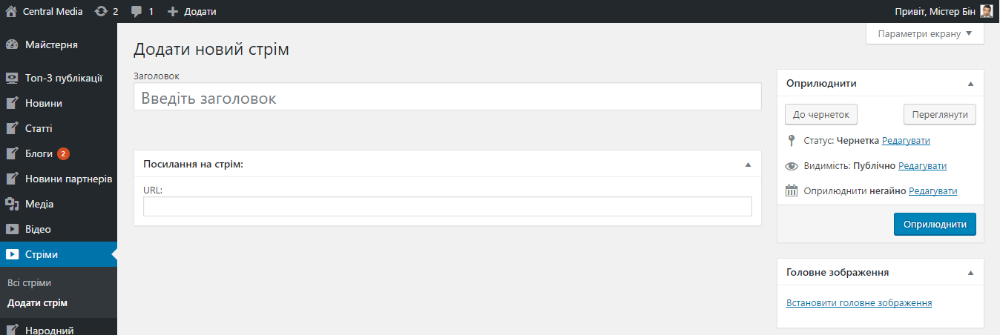 Central Media 2 1 Додати Привіт, Містер Бін
Параметри екрану
Майстерня
Топ-3 публікації
Новини
Статті
Блоги 2
Новини партнерів
Медіа
Відео
Стріми
Всі стріми
Додати стрім
Народний
Додати новий стрім
Заголовок
Введіть заголовок
Посилання на стрім:
URL:
Оприлюднити
До чернеток Переглянути
Статус: Чернетка Редагувати
Видимість: Публічно Редагувати
Оприлюднити негайно Редагувати
Оприлюднити
Головне зображення
Встановити головне зображення